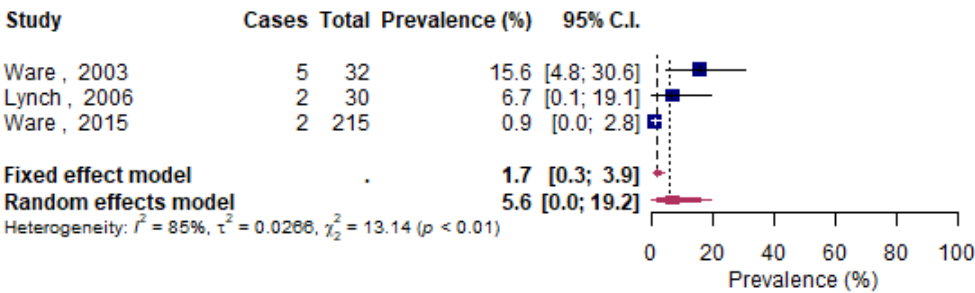 Study Cases Total Prevalence (%) 95% C.I.
Ware , 2003 5 32 15.6 [4.8; 30.6]
Lynch , 2006 2 30 6.7 [0.1; 19.1]
Ware , 2015 2 215 0.9 [0.0; 2.8]
Fixed effect model . 1.7 [0.3; 3.9]
Random effects model 5.6 [0.0; 19.2]
Heterogeneity: I² = 85%, τ² = 0.0266, χ²₂ = 13.14 (p < 0.01)
0 20 40 60 80 100
Prevalence (%)